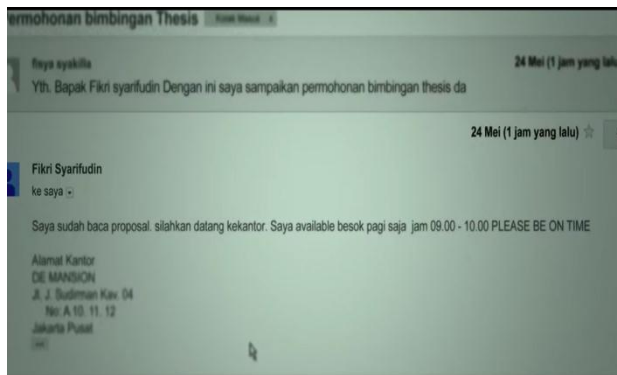 ermohonan bimbingan Thesis Kotak Masuk x
fisya syakilla
24 Mei (1 jam yang lalu
Yth. Bapak Fikri syarifudin Dengan ini saya sampaikan permohonan bimbingan thesis da
24 Mei (1 jam yang lalu)
Fikri Syarifudin
ke saya
Saya sudah baca proposal. silahkan datang kekantor. Saya available besok pagi saja jam 09.00 - 10.00 PLEASE BE ON TIME
Alamat Kantor
DE MANSION
Jl. J. Sudirman Kav. 04
No: A 10. 11. 12
Jakarta Pusat